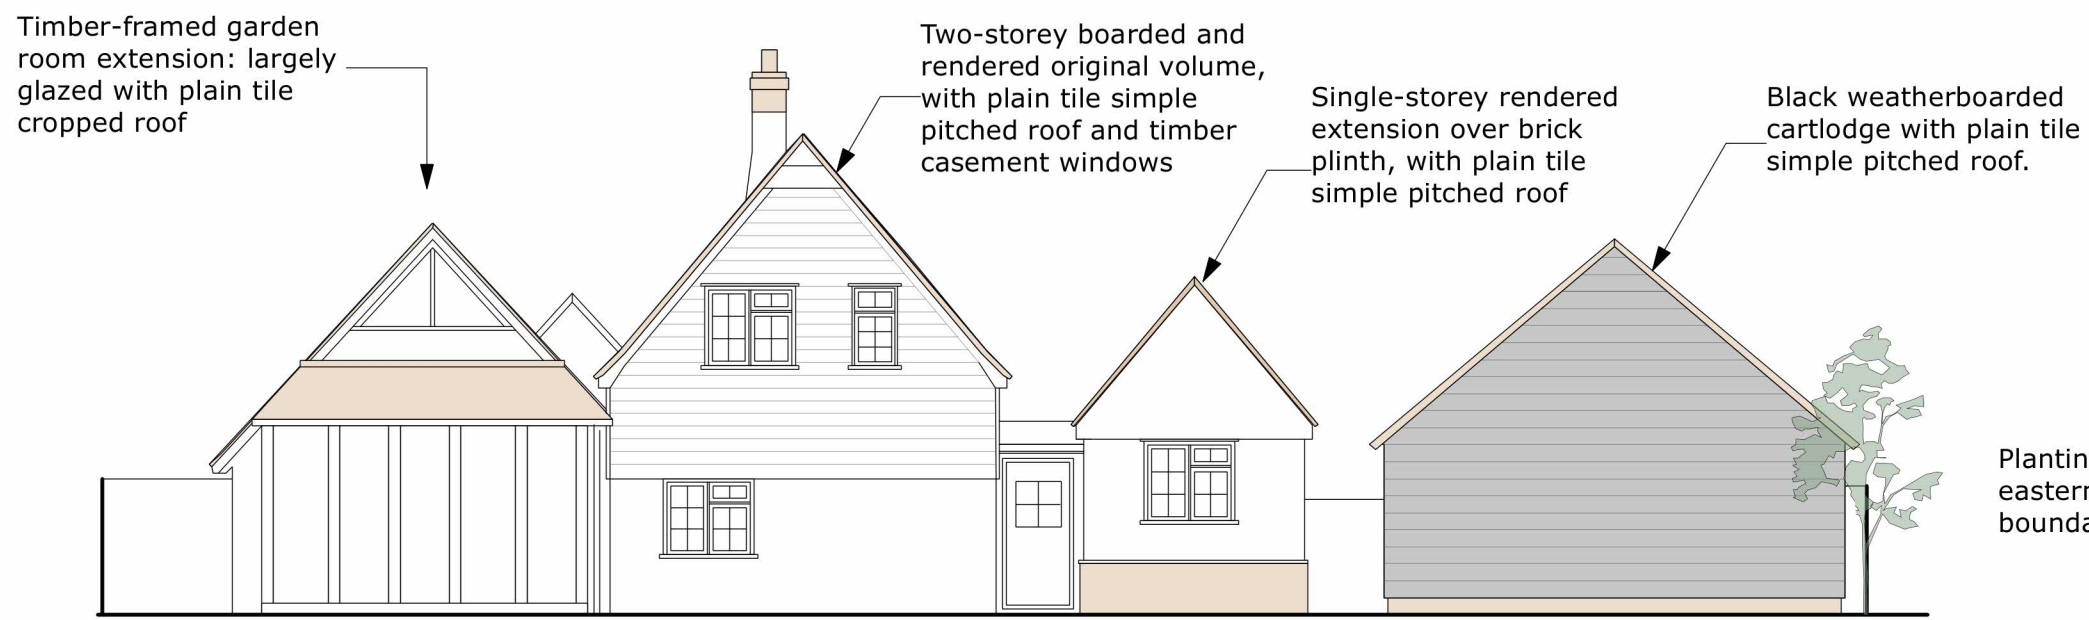 Timber-framed garden
room extension: largely
glazed with plain tile
cropped roof
Two-storey boarded and
rendered original volume,
with plain tile simple
pitched roof and timber
casement windows
Single-storey rendered
extension over brick
plinth, with plain tile
simple pitched roof
Black weatherboarded
cartlodge with plain tile
simple pitched roof.